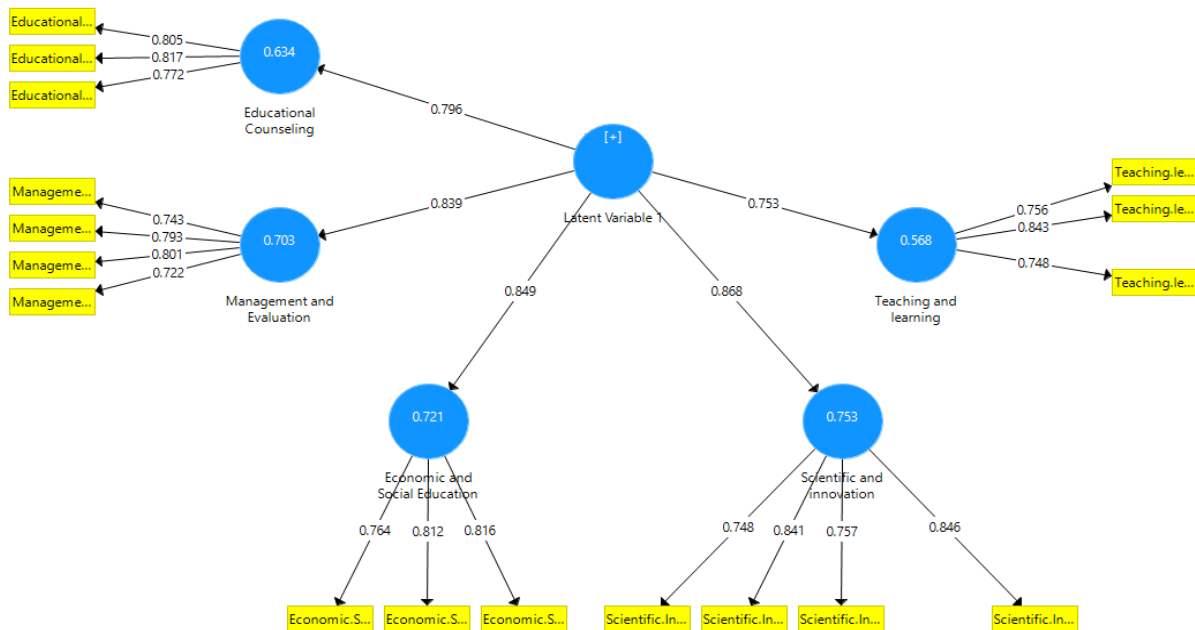 Educational...
Educational...
Educational...
0.805
0.817
0.772
0.634
Educational
Counseling
0.796
[+]
Latent Variable 1
Manageme...
Manageme...
Manageme...
Manageme...
0.743
0.793
0.801
0.722
0.703
Management and
Evaluation
0.839
0.753
0.568
Teaching and
learning
0.756
0.843
0.748
Teaching.le...
Teaching.le...
Teaching.le...
0.849
0.868
0.721
Economic and
Social Education
0.764
0.812
0.816
Economic.S...
Economic.S...
Economic.S...
0.753
Scientific and
innovation
0.748
0.841
0.757
0.846
Scientific.In...
Scientific.In...
Scientific.In...
Scientific.In...